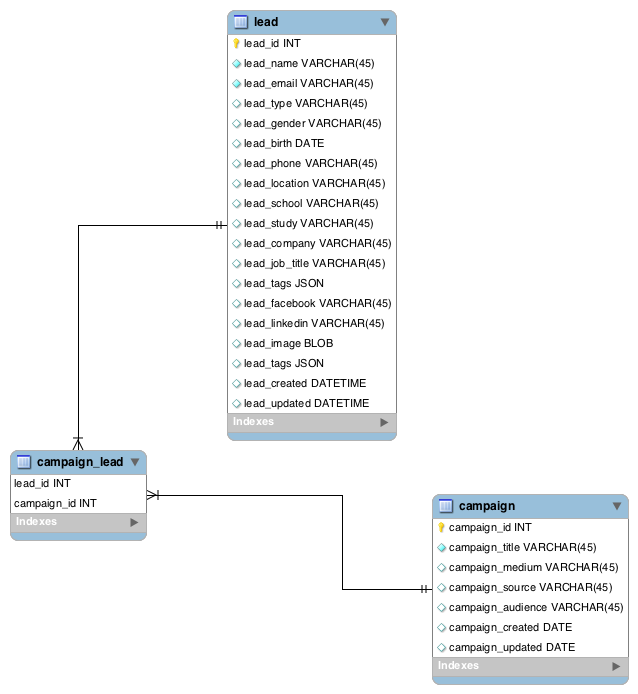 lead
lead_id INT
lead_name VARCHAR(45)
lead_email VARCHAR(45)
lead_type VARCHAR(45)
lead_gender VARCHAR(45)
lead_birth DATE
lead_phone VARCHAR(45)
lead_location VARCHAR(45)
lead_school VARCHAR(45)
lead_study VARCHAR(45)
lead_company VARCHAR(45)
lead_job_title VARCHAR(45)
lead_tags JSON
lead_facebook VARCHAR(45)
lead_linkedin VARCHAR(45)
lead_image BLOB
lead_tags JSON
lead_created DATETIME
lead_updated DATETIME
Indexes
campaign_lead
lead_id INT
campaign_id INT
Indexes
campaign
campaign_id INT
campaign_title VARCHAR(45)
campaign_medium VARCHAR(45)
campaign_source VARCHAR(45)
campaign_audience VARCHAR(45)
campaign_created DATE
campaign_updated DATE
Indexes